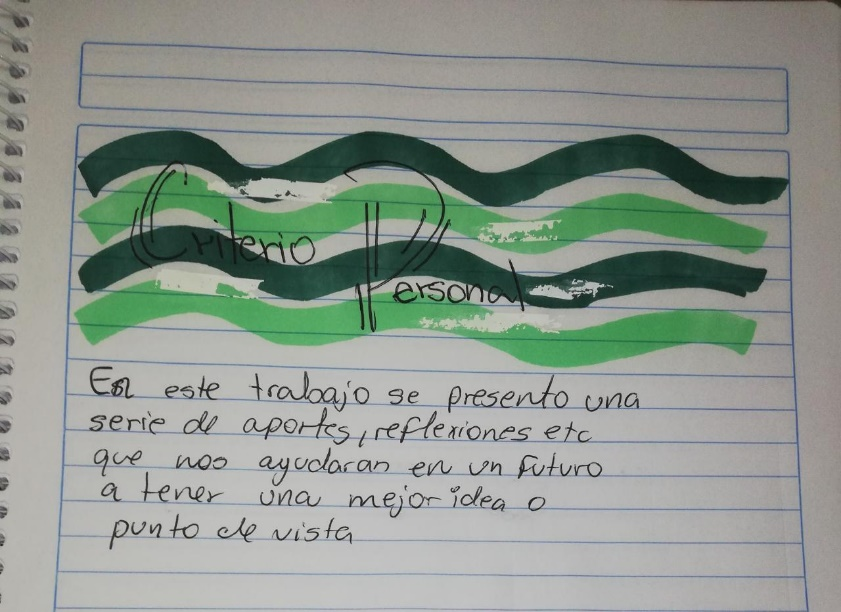 Criterio
Personal
En este trabajo se presento una
serie de aportes, reflexiones etc
que nos ayudaran en un futuro
a tener una mejor idea o
punto de vista